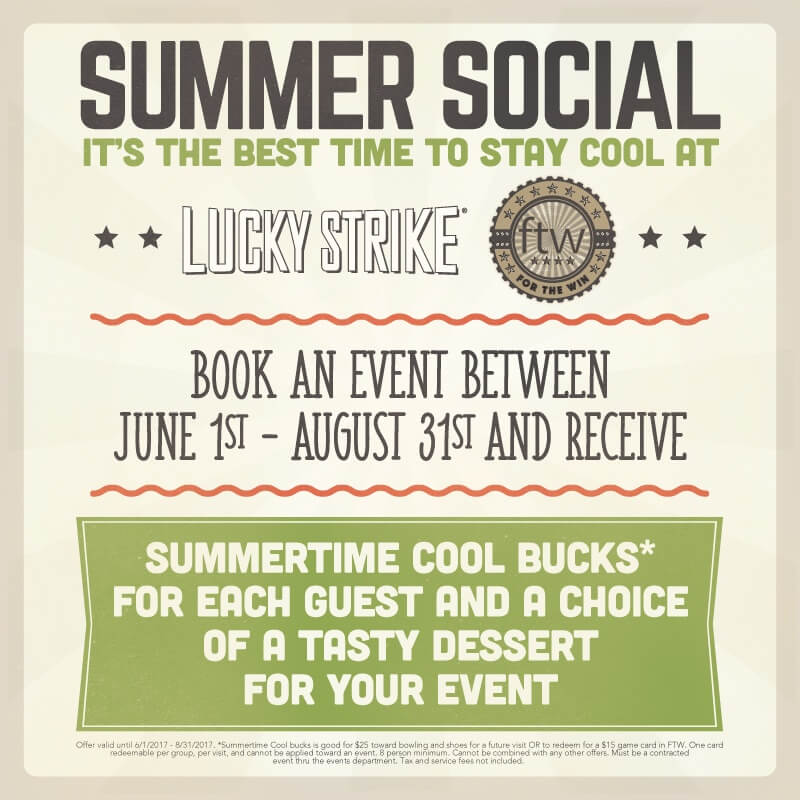 SUMMER SOCIAL
IT'S THE BEST TIME TO STAY COOL AT
LUCKY STRIKE®
ftw
FOR THE WIN
BOOK AN EVENT BETWEEN
JUNE 1ST - AUGUST 31ST AND RECEIVE
SUMMERTIME COOL BUCKS*
FOR EACH GUEST AND A CHOICE
OF A TASTY DESSERT
FOR YOUR EVENT
Offer valid until 6/1/2017 - 8/31/2017. *Summertime Cool bucks is good for $25 toward bowling and shoes for a future visit OR to redeem for a $15 game card in FTW. One card
redeemable per group, per visit, and cannot be applied toward an event. 8 person minimum. Cannot be combined with any other offers. Must be a contracted
event thru the events department. Tax and service fees not included.